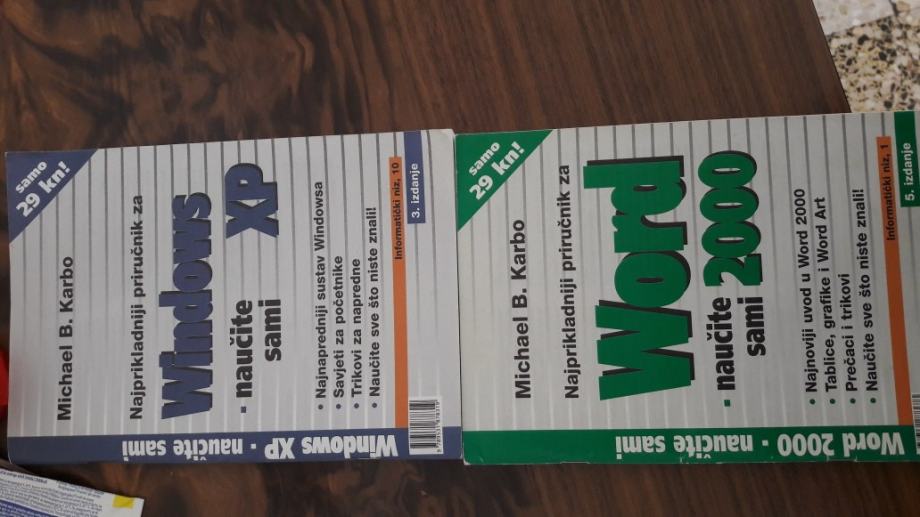 samo
29 kn!
Michael B. Karbo
Najprikladniji priručnik za
Windows
XP
- naučite
sami
• Najnapredniji sustav Windowsa
• Savjeti za početnike
• Trikovi za napredne
• Naučite sve što niste znali!
Informatički niz, 10
3. izdanje
Windows XP - naučite sami
samo
29 kn!
Michael B. Karbo
Najprikladniji priručnik za
Word
2000
- naučite
sami
• Najnoviji uvod u Word 2000
• Tablice, grafike i Word Art
• Prečaci i trikovi
• Naučite sve što niste znali!
Informatički niz, 1
5. izdanje
Word 2000 - naučite sami